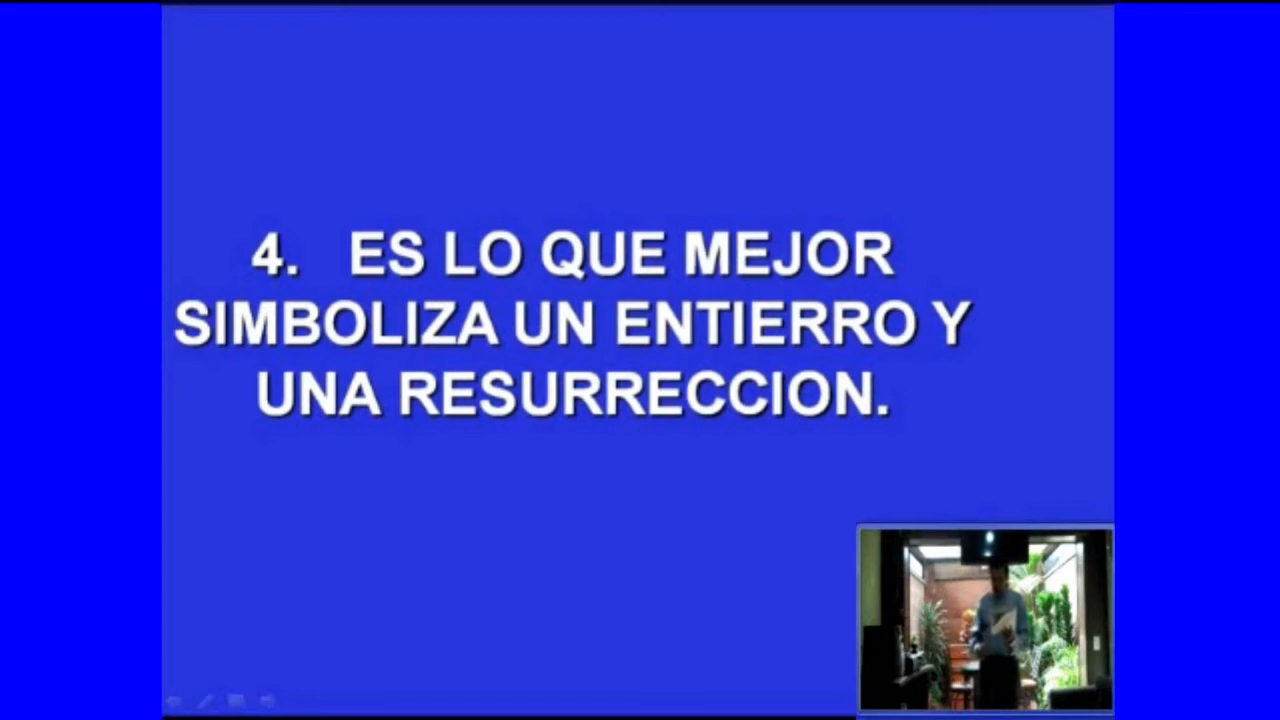 4. ES LO QUE MEJOR
SIMBOLIZA UN ENTIERRO Y
UNA RESURRECCION.